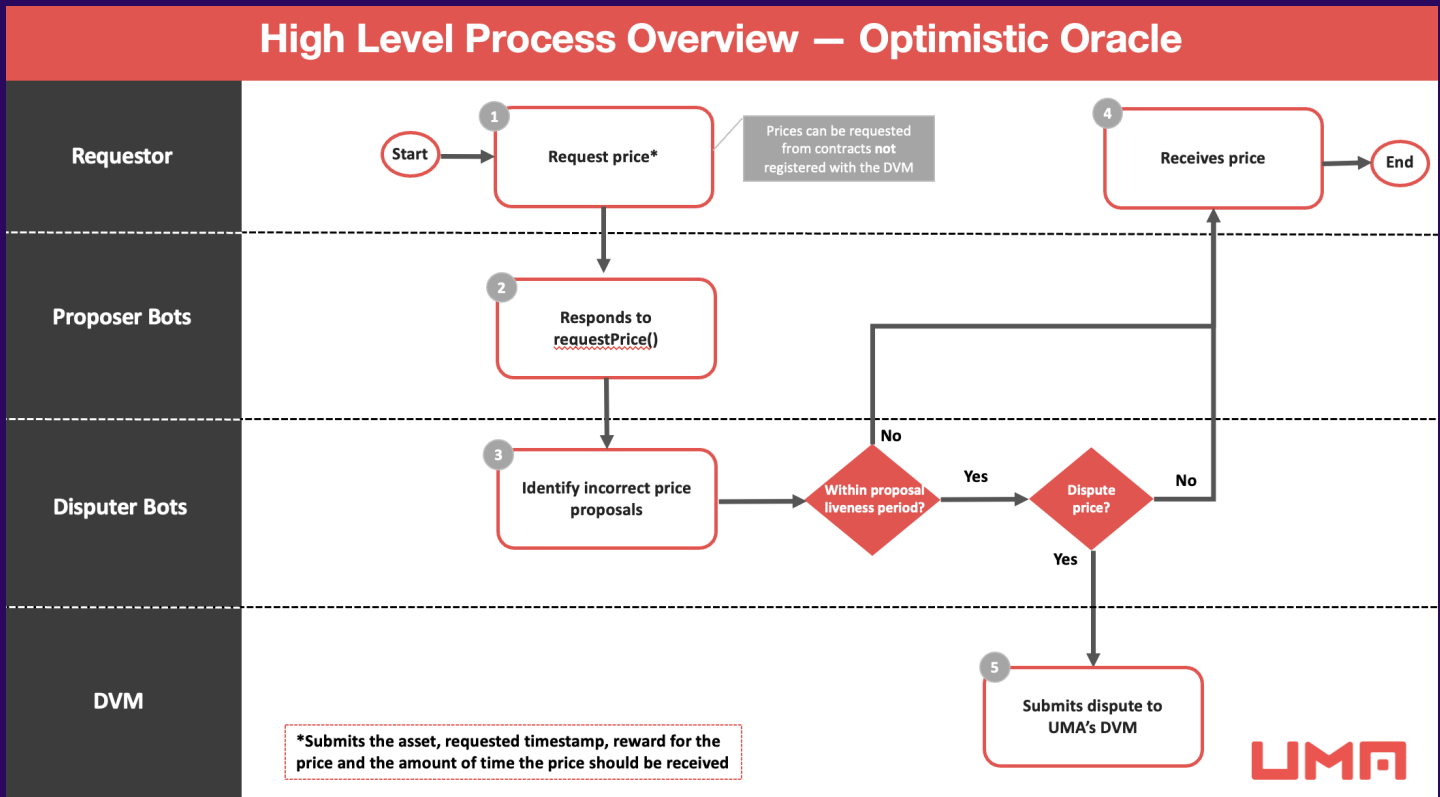 High Level Process Overview — Optimistic Oracle
Requestor
Start
1
Request price*
Prices can be requested
from contracts not
registered with the DVM
4
Receives price
End
Proposer Bots
2
Responds to
requestPrice()
Disputer Bots
3
Identify incorrect price
proposals
Within proposal
liveness period?
No
Yes
Dispute
price?
No
Yes
DVM
5
Submits dispute to
UMA's DVM
*Submits the asset, requested timestamp, reward for the
price and the amount of time the price should be received
UMA